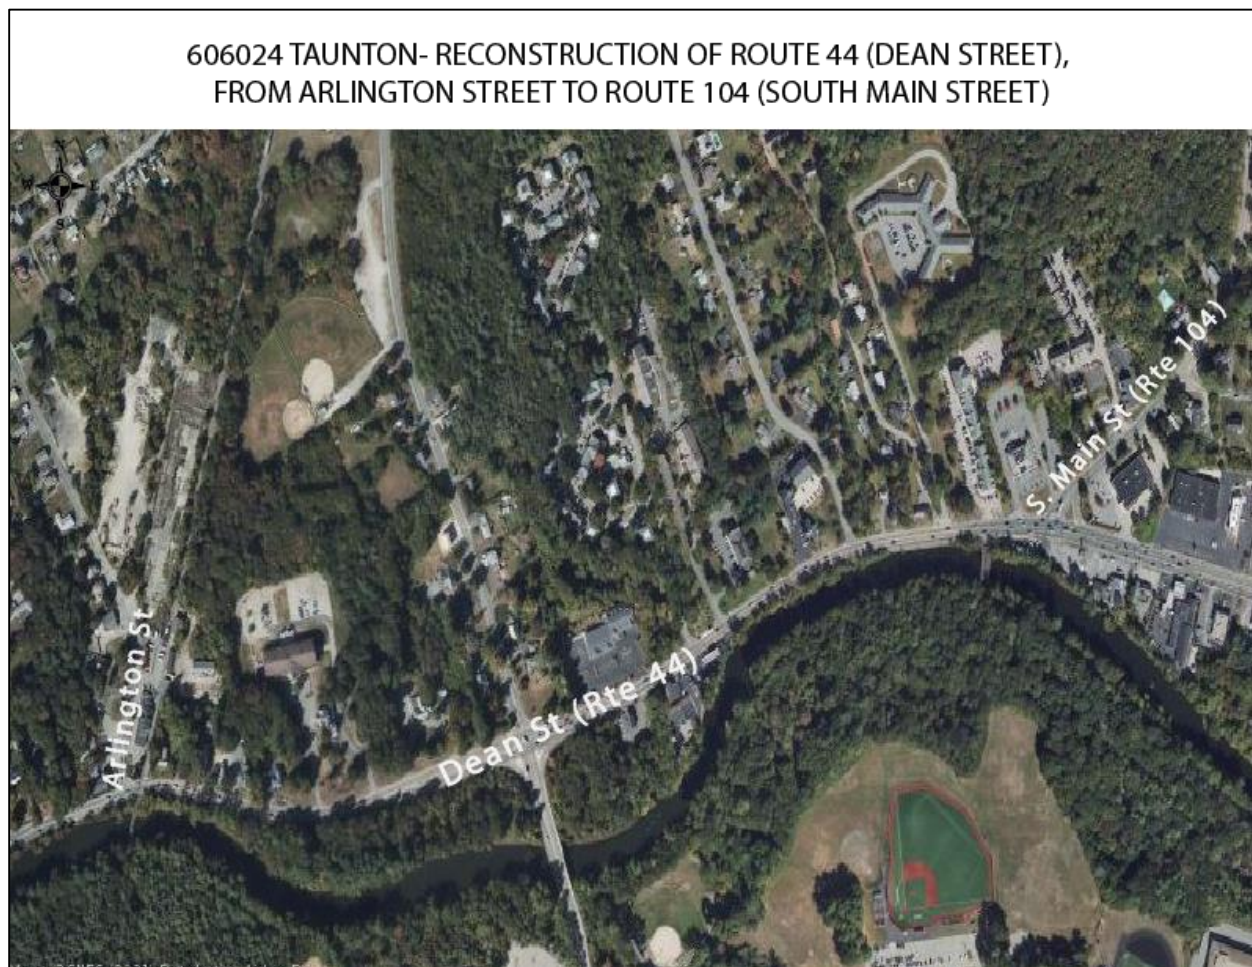 606024 TAUNTON- RECONSTRUCTION OF ROUTE 44 (DEAN STREET),
FROM ARLINGTON STREET TO ROUTE 104 (SOUTH MAIN STREET)
N
W E
S
S. Main St (Rte 104)
Arlington St
Dean St (Rte 44)